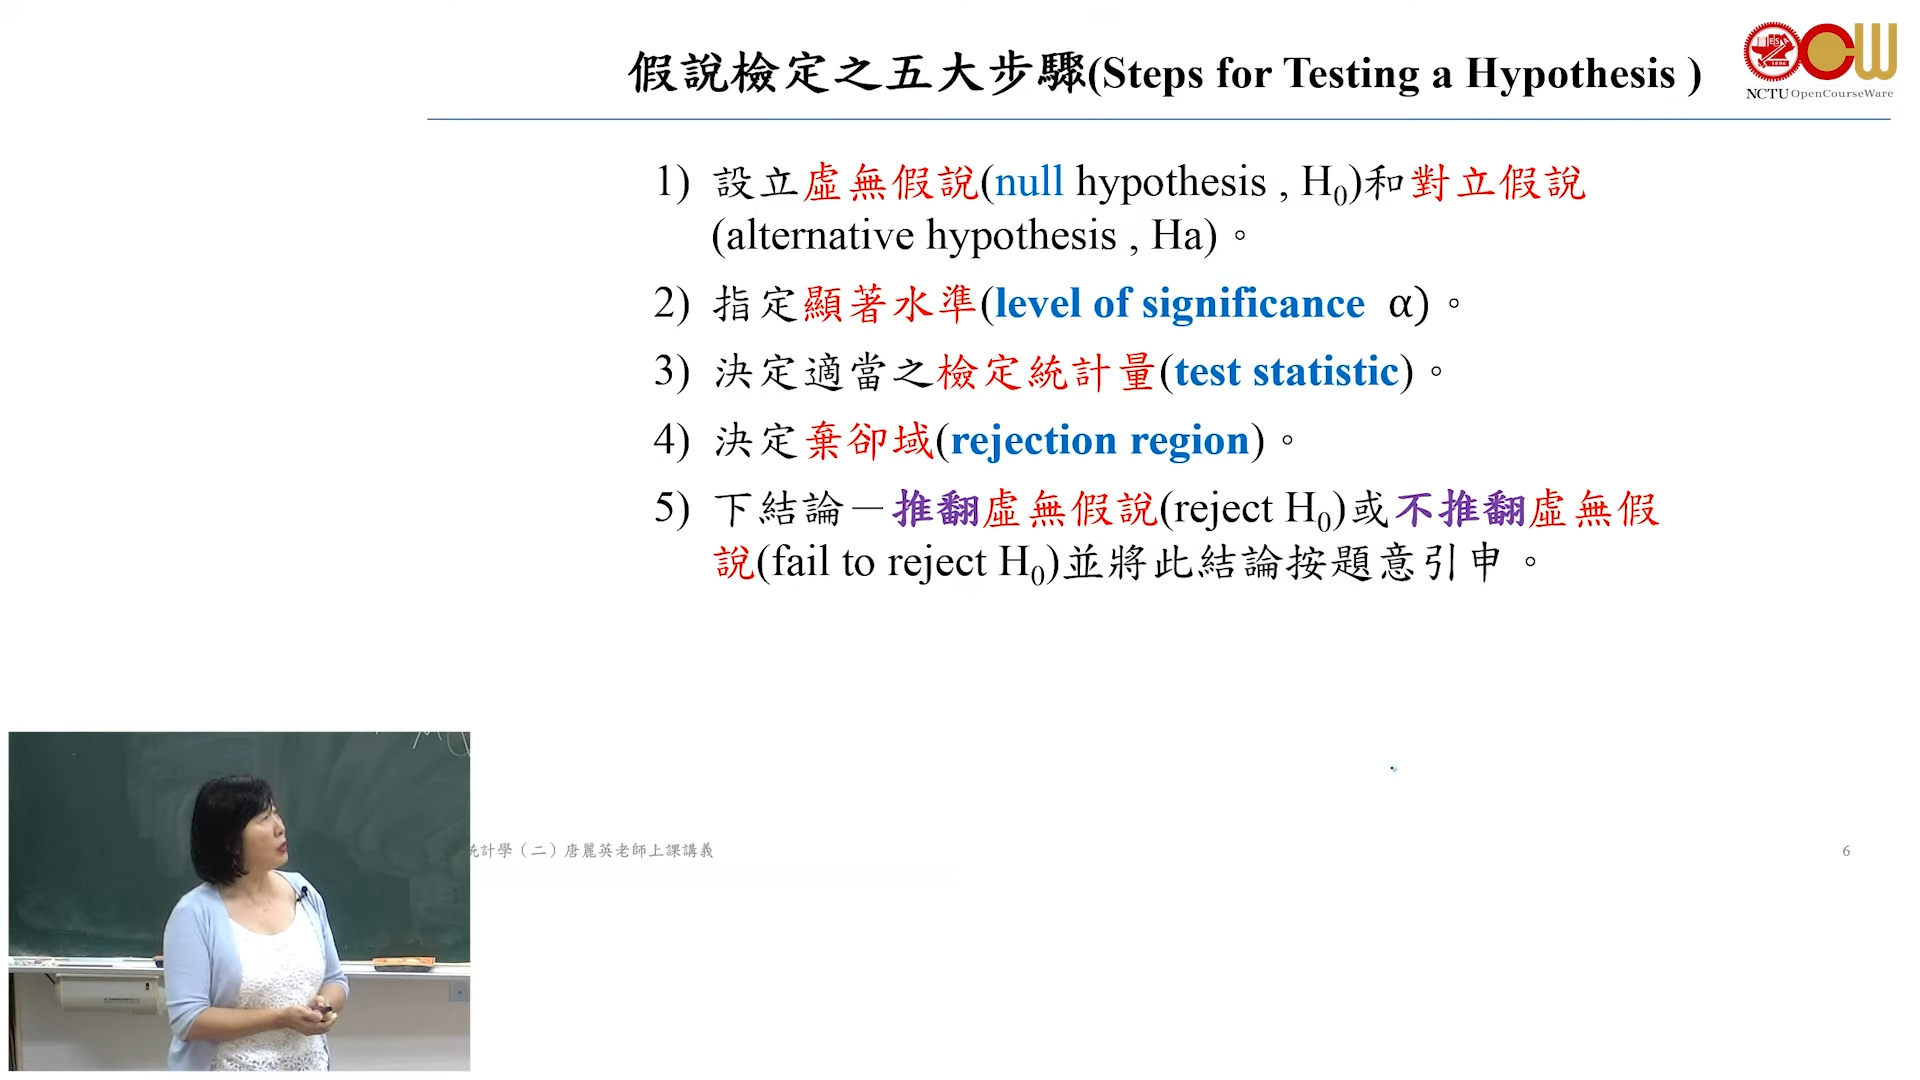 假說檢定之五大步驟(Steps for Testing a Hypothesis )
NCTU OpenCourseWare
1) 設立虛無假說(null hypothesis , H₀)和對立假說
(alternative hypothesis , Ha)。
2) 指定顯著水準(level of significance α)。
3) 決定適當之檢定統計量(test statistic)。
4) 決定棄卻域(rejection region)。
5) 下結論－推翻虛無假說(reject H₀)或不推翻虛無假
說(fail to reject H₀)並將此結論按題意引申。
統計學（二）唐麗英老師上課講義
6